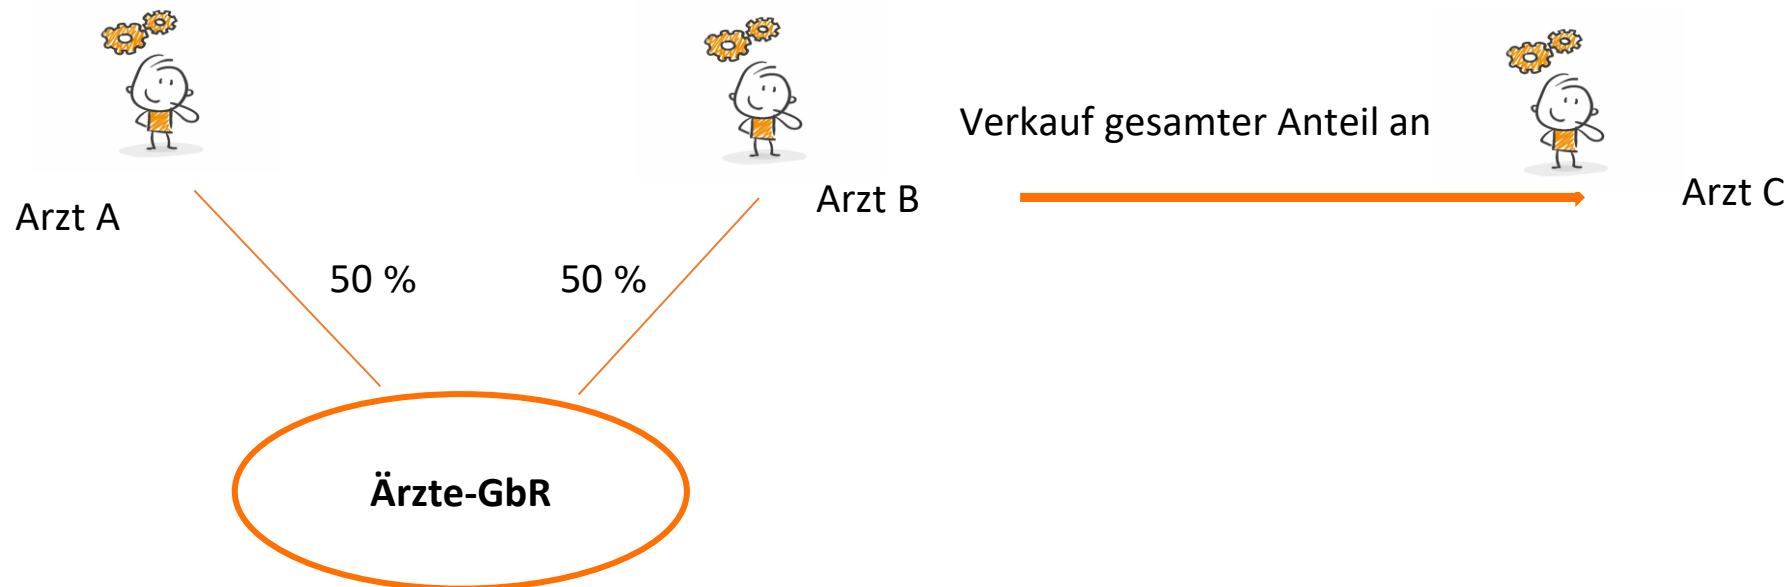 Verkauf gesamter Anteil an
Arzt A
Arzt B
Arzt C
50 %
50 %
Ärzte-GbR